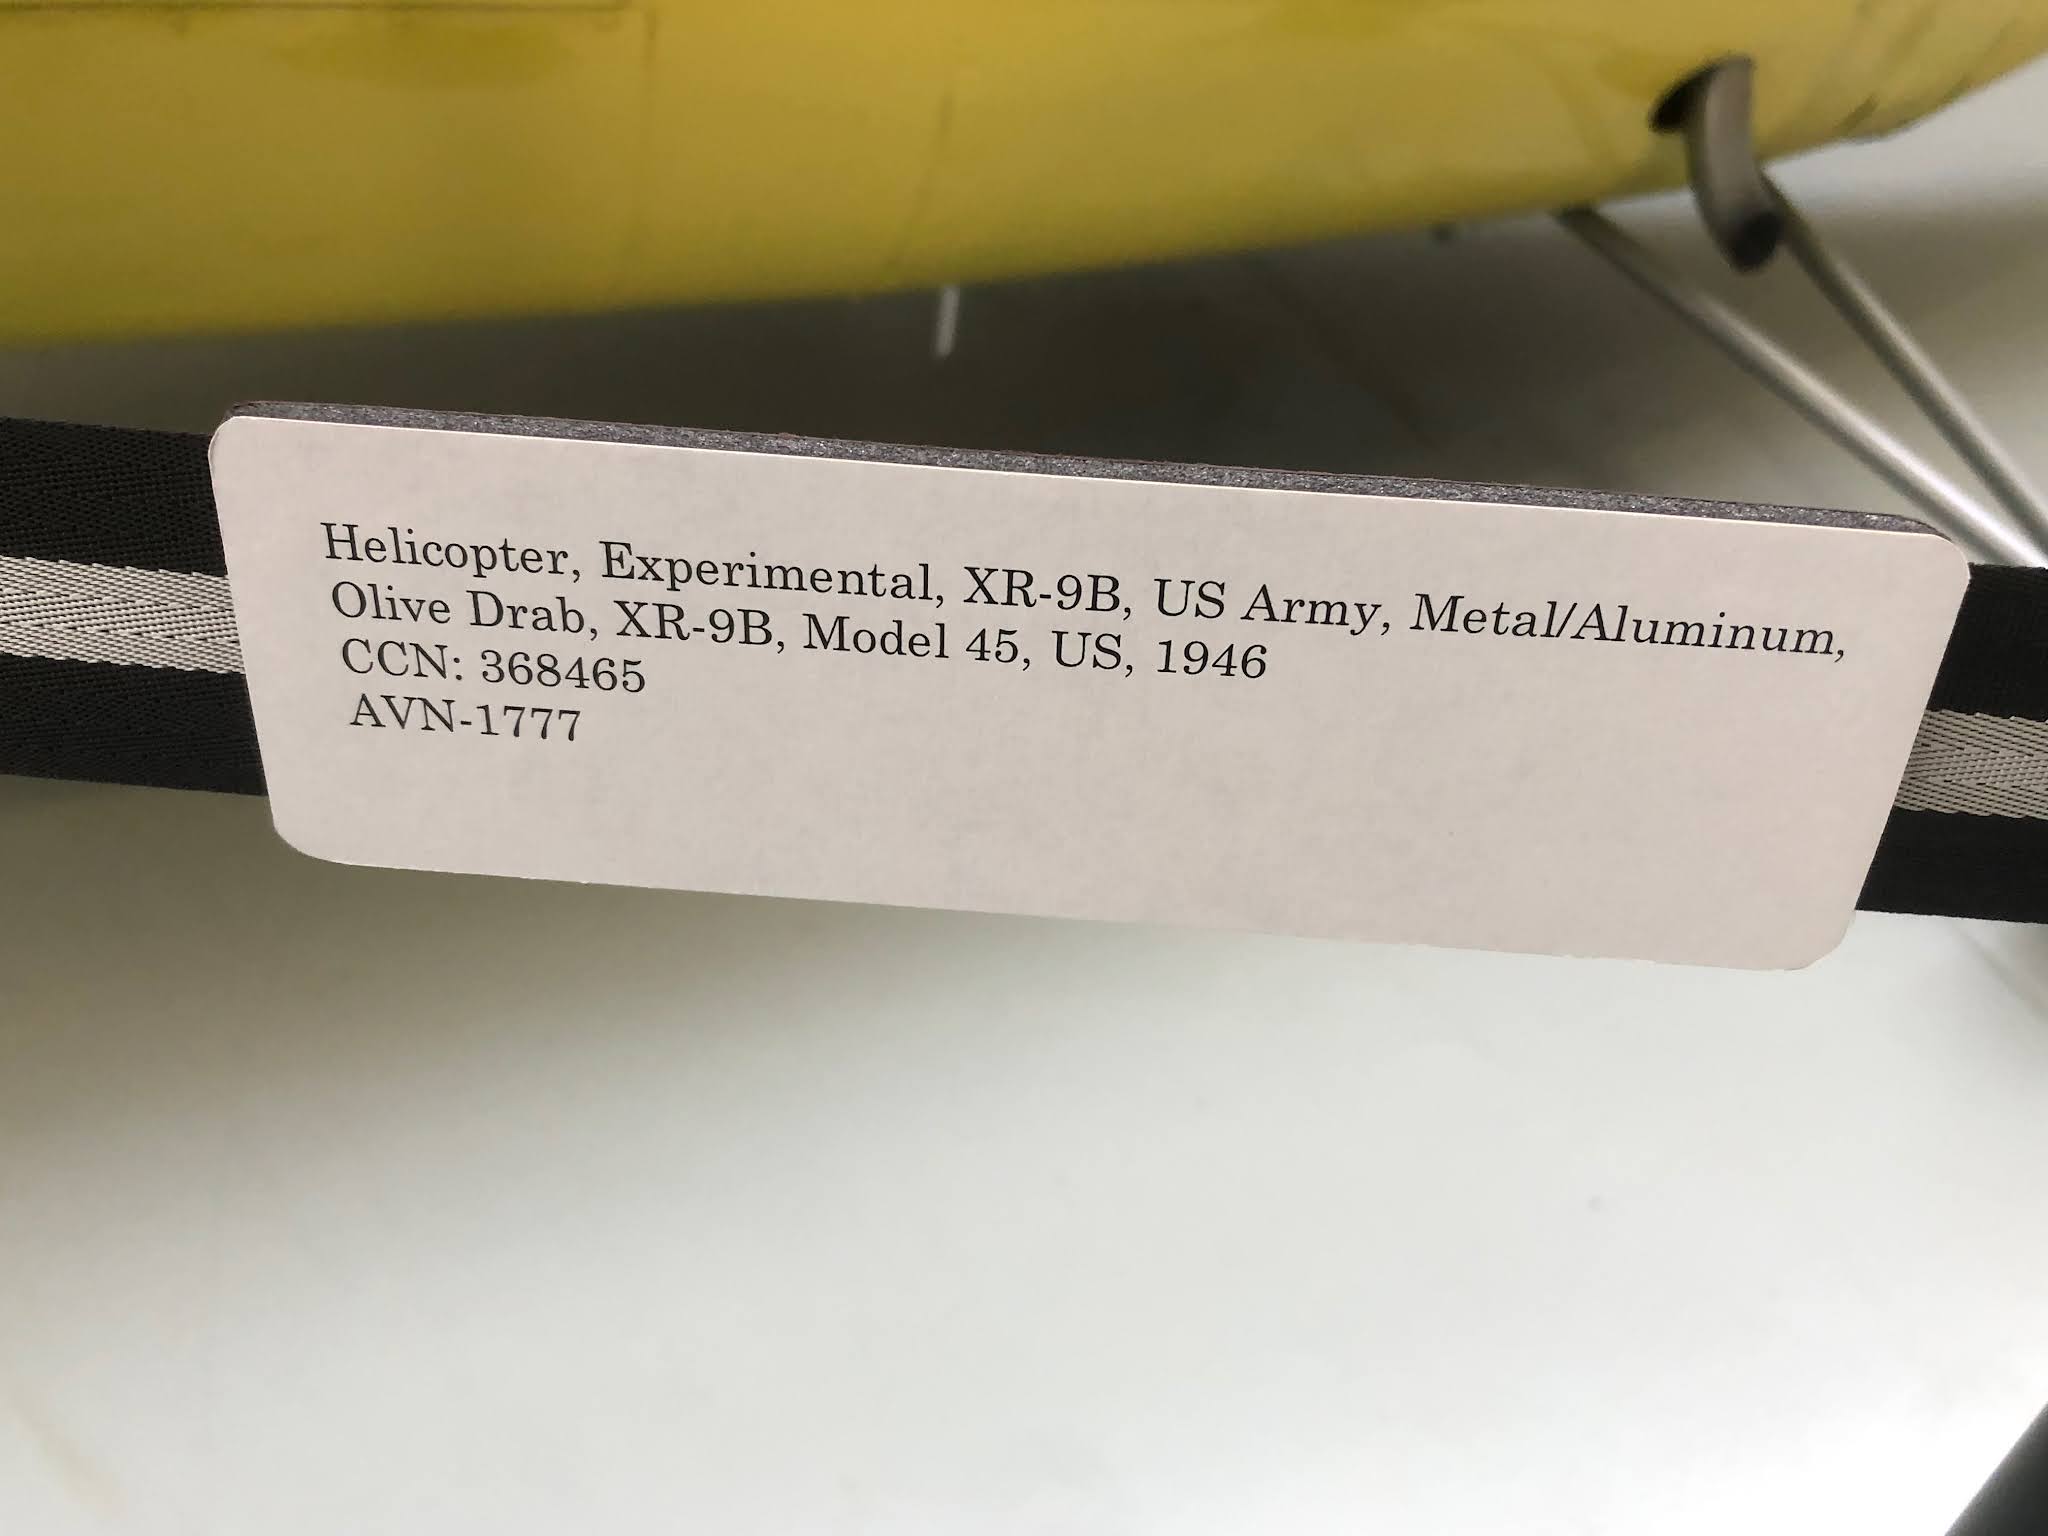 Helicopter, Experimental, XR-9B, US Army, Metal/Aluminum,
Olive Drab, XR-9B, Model 45, US, 1946
CCN: 368465
AVN-1777